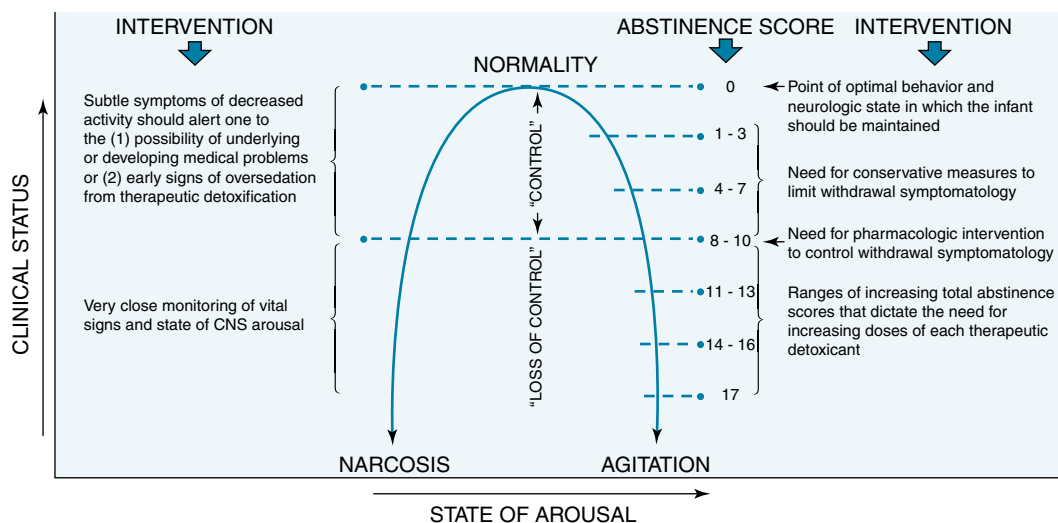 INTERVENTION
ABSTINENCE SCORE
INTERVENTION
NORMALITY
Subtle symptoms of decreased
activity should alert one to
the (1) possibility of underlying
or developing medical problems
or (2) early signs of oversedation
from therapeutic detoxification
Very close monitoring of vital
signs and state of CNS arousal
"CONTROL"
"LOSS OF CONTROL"
0
1 - 3
4 - 7
8 - 10
11 - 13
14 - 16
17
Point of optimal behavior and
neurologic state in which the infant
should be maintained
Need for conservative measures to
limit withdrawal symptomatology
Need for pharmacologic intervention
to control withdrawal symptomatology
Ranges of increasing total abstinence
scores that dictate the need for
increasing doses of each therapeutic
detoxicant
CLINICAL STATUS
NARCOSIS
AGITATION
STATE OF AROUSAL